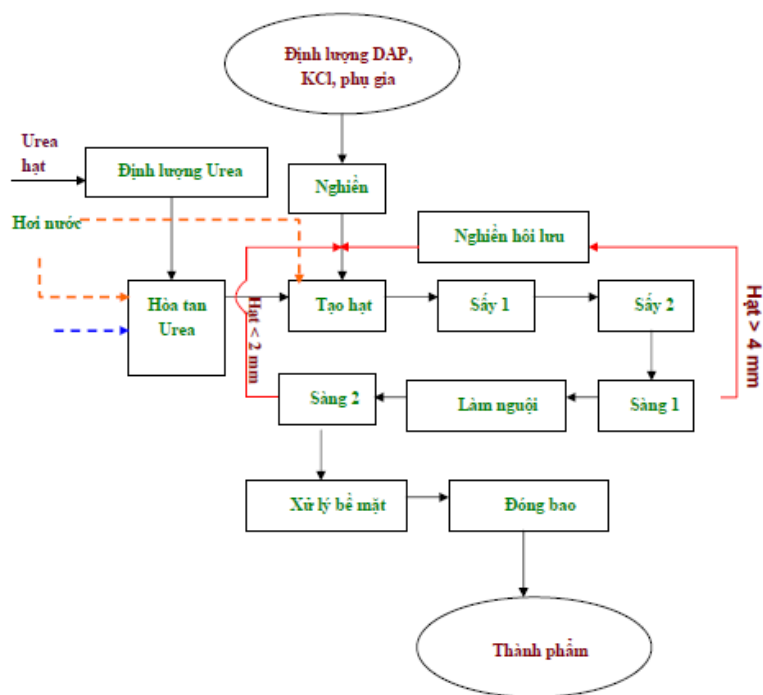 Định lượng DAP,
KCl, phụ gia
Urea
hạt
Định lượng Urea
Nghiền
Hơi nước
Nghiền hồi lưu
Hòa tan
Urea
Hạt < 2 mm
Tạo hạt
Sấy 1
Sấy 2
Hạt > 4 mm
Sàng 2
Làm nguội
Sàng 1
Xử lý bề mặt
Đóng bao
Thành phẩm